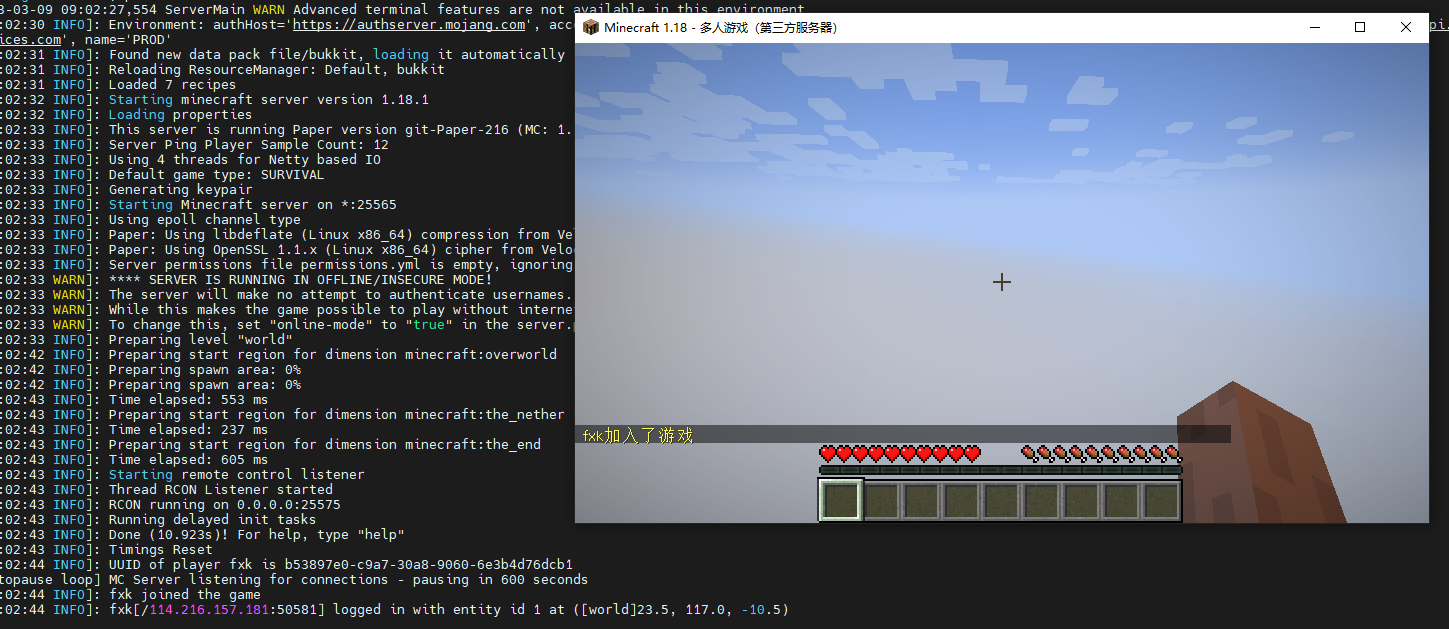 3-03-09 09:02:27,554 ServerMain WARN Advanced terminal features are not available in this environment
:02:30 INFO]: Environment: authHost='https://authserver.mojang.com', acc
pi.
ices.com', name='PROD'
:02:31 INFO]: Found new data pack file/bukkit, loading it automatically
:02:31 INFO]: Reloading ResourceManager: Default, bukkit
:02:31 INFO]: Loaded 7 recipes
:02:32 INFO]: Starting minecraft server version 1.18.1
:02:32 INFO]: Loading properties
:02:33 INFO]: This server is running Paper version git-Paper-216 (MC: 1.
:02:33 INFO]: Server Ping Player Sample Count: 12
:02:33 INFO]: Using 4 threads for Netty based IO
:02:33 INFO]: Default game type: SURVIVAL
:02:33 INFO]: Generating keypair
:02:33 INFO]: Starting Minecraft server on *:25565
:02:33 INFO]: Using epoll channel type
:02:33 INFO]: Paper: Using libdeflate (Linux x86_64) compression from Vel
:02:33 INFO]: Paper: Using OpenSSL 1.1.x (Linux x86_64) cipher from Velo
:02:33 INFO]: Server permissions file permissions.yml is empty, ignoring
:02:33 WARN]: **** SERVER IS RUNNING IN OFFLINE/INSECURE MODE!
:02:33 WARN]: The server will make no attempt to authenticate usernames.
:02:33 WARN]: While this makes the game possible to play without interne
:02:33 WARN]: To change this, set "online-mode" to "true" in the server.p
:02:33 INFO]: Preparing level "world"
:02:42 INFO]: Preparing start region for dimension minecraft:overworld
:02:42 INFO]: Preparing spawn area: 0%
:02:42 INFO]: Preparing spawn area: 0%
:02:43 INFO]: Time elapsed: 553 ms
:02:43 INFO]: Preparing start region for dimension minecraft:the_nether
:02:43 INFO]: Time elapsed: 237 ms
:02:43 INFO]: Preparing start region for dimension minecraft:the_end
:02:43 INFO]: Time elapsed: 605 ms
:02:43 INFO]: Starting remote control listener
:02:43 INFO]: Thread RCON Listener started
:02:43 INFO]: RCON running on 0.0.0.0:25575
:02:43 INFO]: Running delayed init tasks
:02:43 INFO]: Done (10.923s)! For help, type "help"
:02:43 INFO]: Timings Reset
:02:44 INFO]: UUID of player fxk is b53897e0-c9a7-30a8-9060-6e3b4d76dcb1
topause loop] MC Server listening for connections - pausing in 600 seconds
:02:44 INFO]: fxk joined the game
:02:44 INFO]: fxk[/114.216.157.181:50581] logged in with entity id 1 at ([world]23.5, 117.0, -10.5)
Minecraft 1.18 - 多人游戏（第三方服务器）
fxk加入了游戏